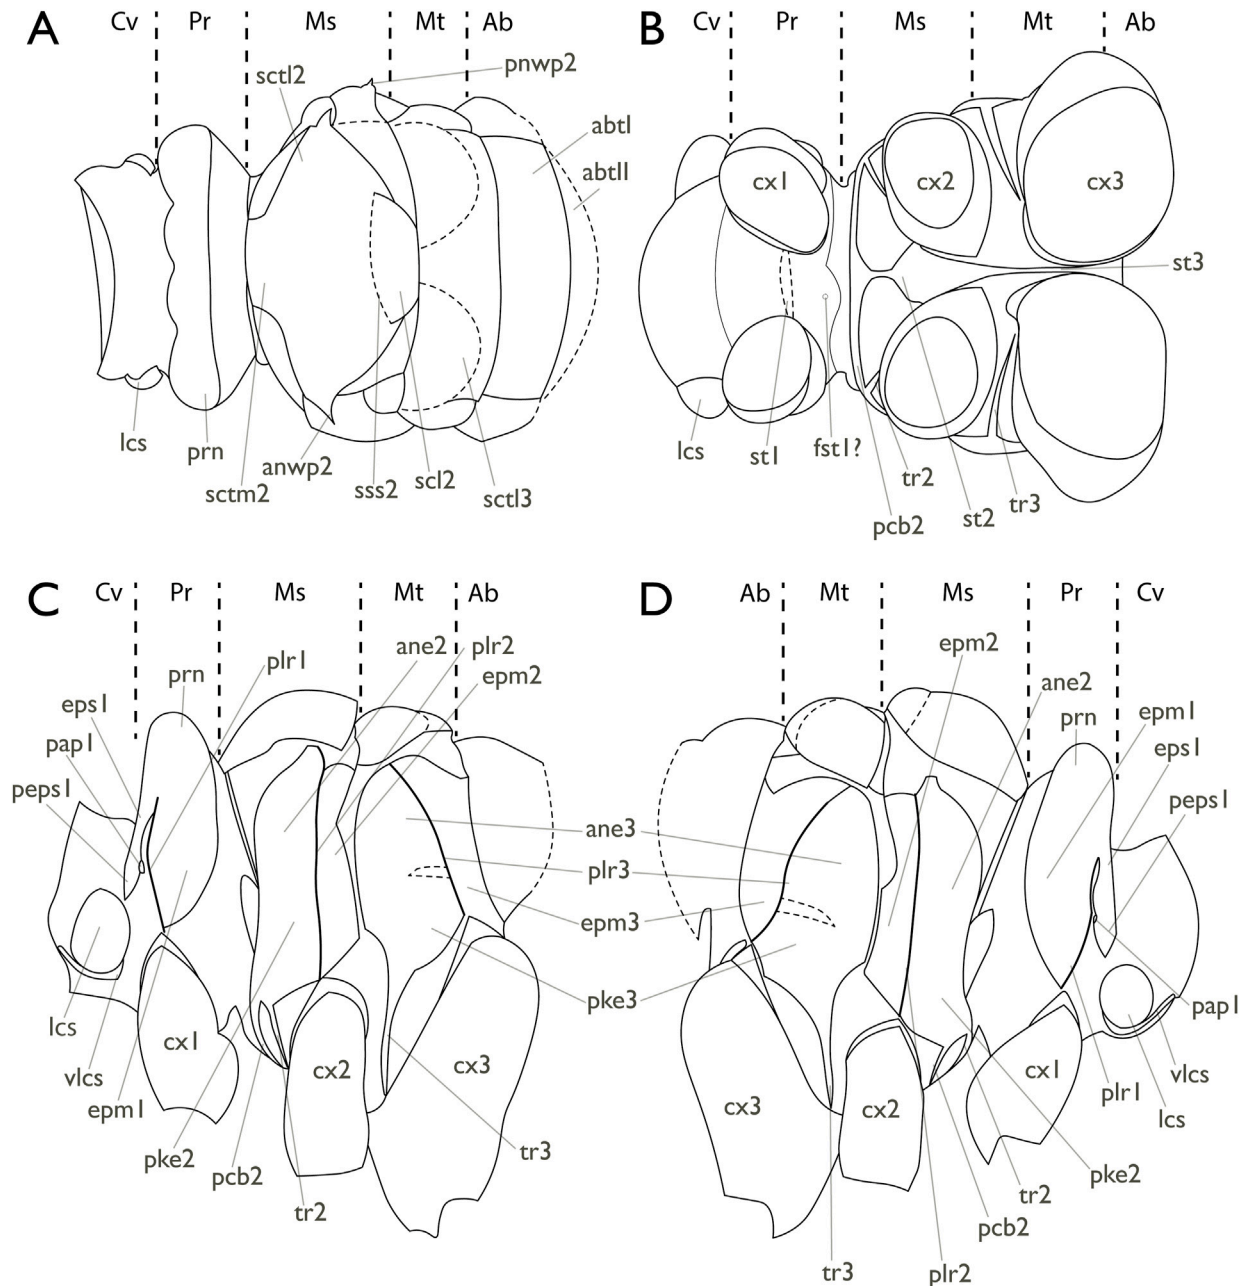 A Cv Pr Ms Mt Ab
sctl2
pnwp2
abtI
abtII
lcs
prn
sctm2
anwp2
sss2
scl2
sctl3
B Cv Pr Ms Mt Ab
cx1
cx2
cx3
st3
lcs
st1
fst1?
pcb2
tr2
st2
tr3
C Cv Pr Ms Mt Ab
prn
plr1
ane2
plr2
epm2
eps1
pap1
peps1
lcs
vlcs
epm1
cx1
pke2
pcb2
tr2
cx2
cx3
tr3
ane3
plr3
epm3
pke3
D Ab Mt Ms Pr Cv
epm2
ane2
prn
epm1
eps1
peps1
pap1
vlcs
lcs
plr1
cx1
pke2
tr2
pcb2
plr2
tr3
cx3
cx2